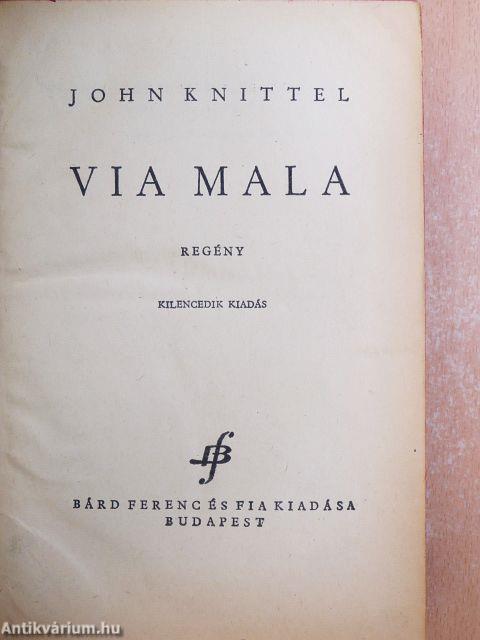 JOHN KNITTEL
VIA MALA
REGÉNY
KILENCEDIK KIADÁS
BÁRD FERENC ÉS FIA KIADÁSA
BUDAPEST
Antikvárium.hu